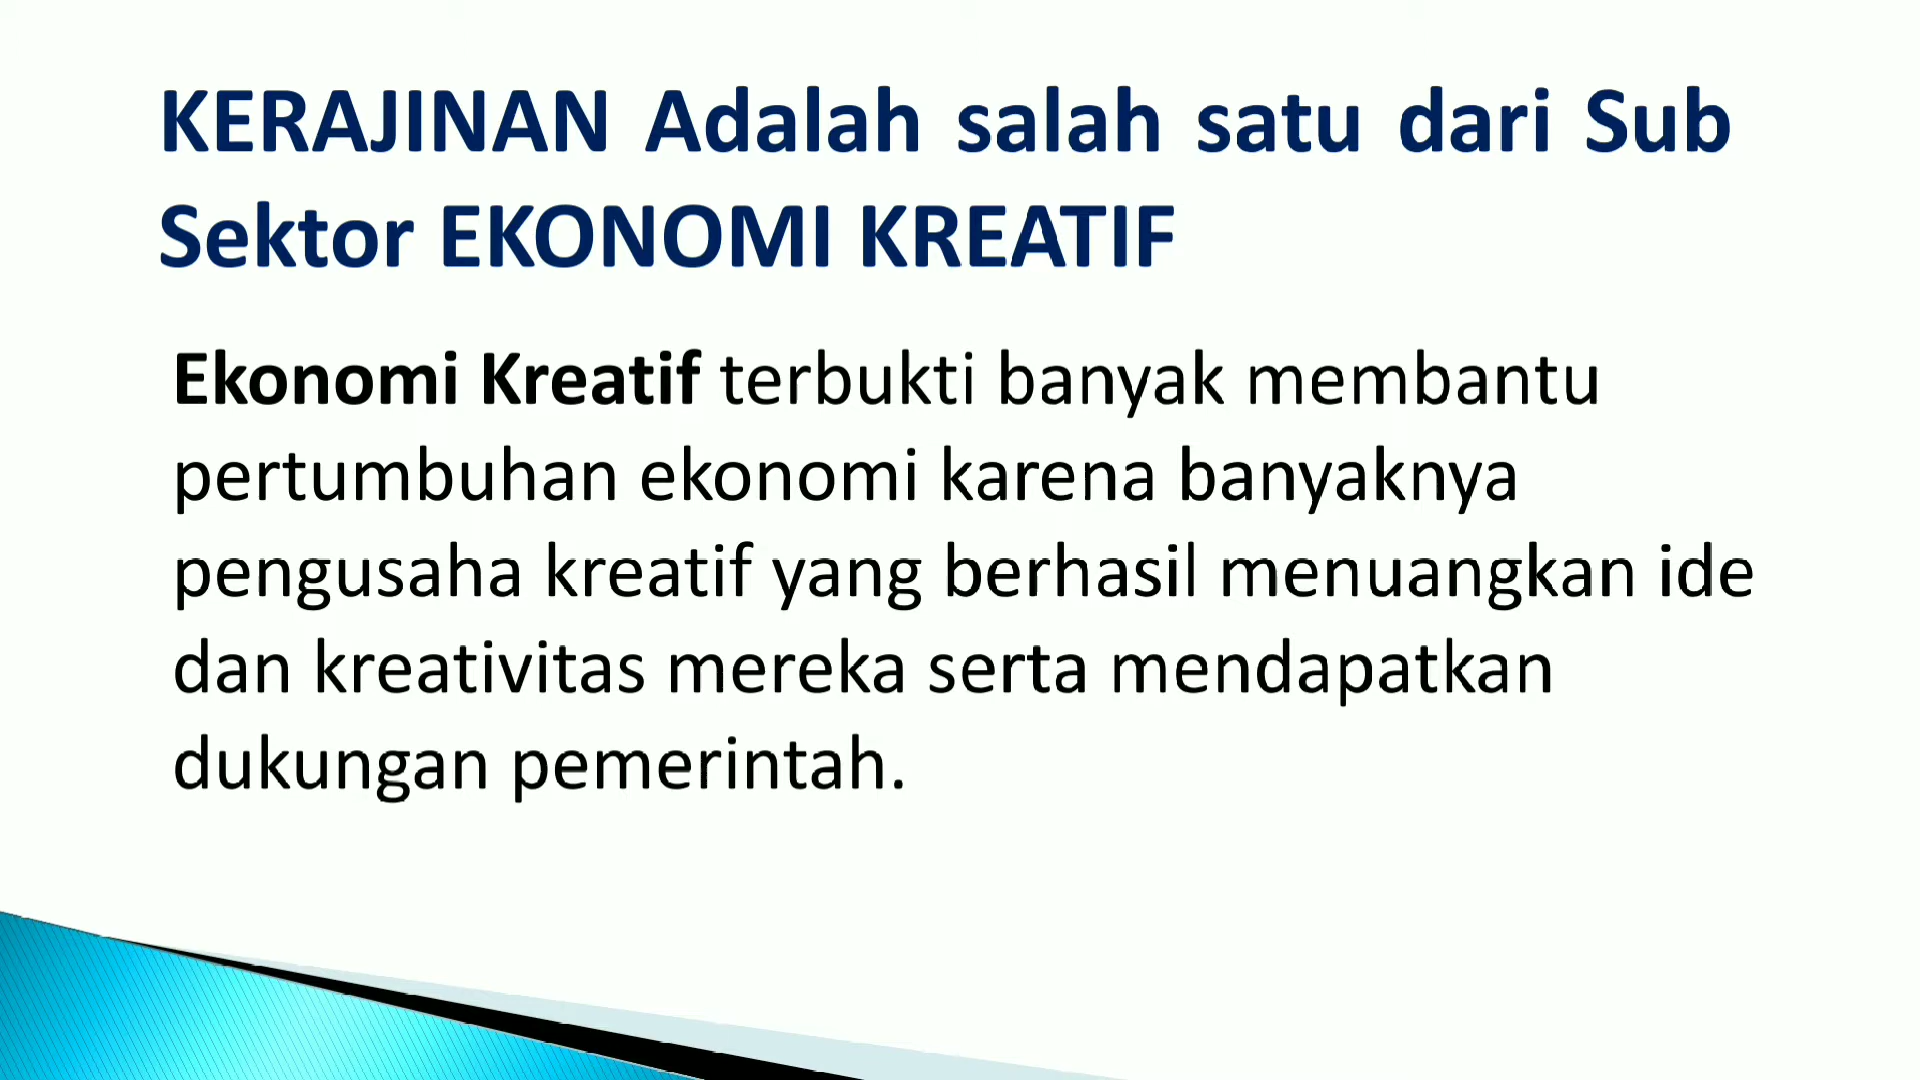 KERAJINAN Adalah salah satu dari Sub
Sektor EKONOMI KREATIF
Ekonomi Kreatif terbukti banyak membantu
pertumbuhan ekonomi karena banyaknya
pengusaha kreatif yang berhasil menuangkan ide
dan kreativitas mereka serta mendapatkan
dukungan pemerintah.